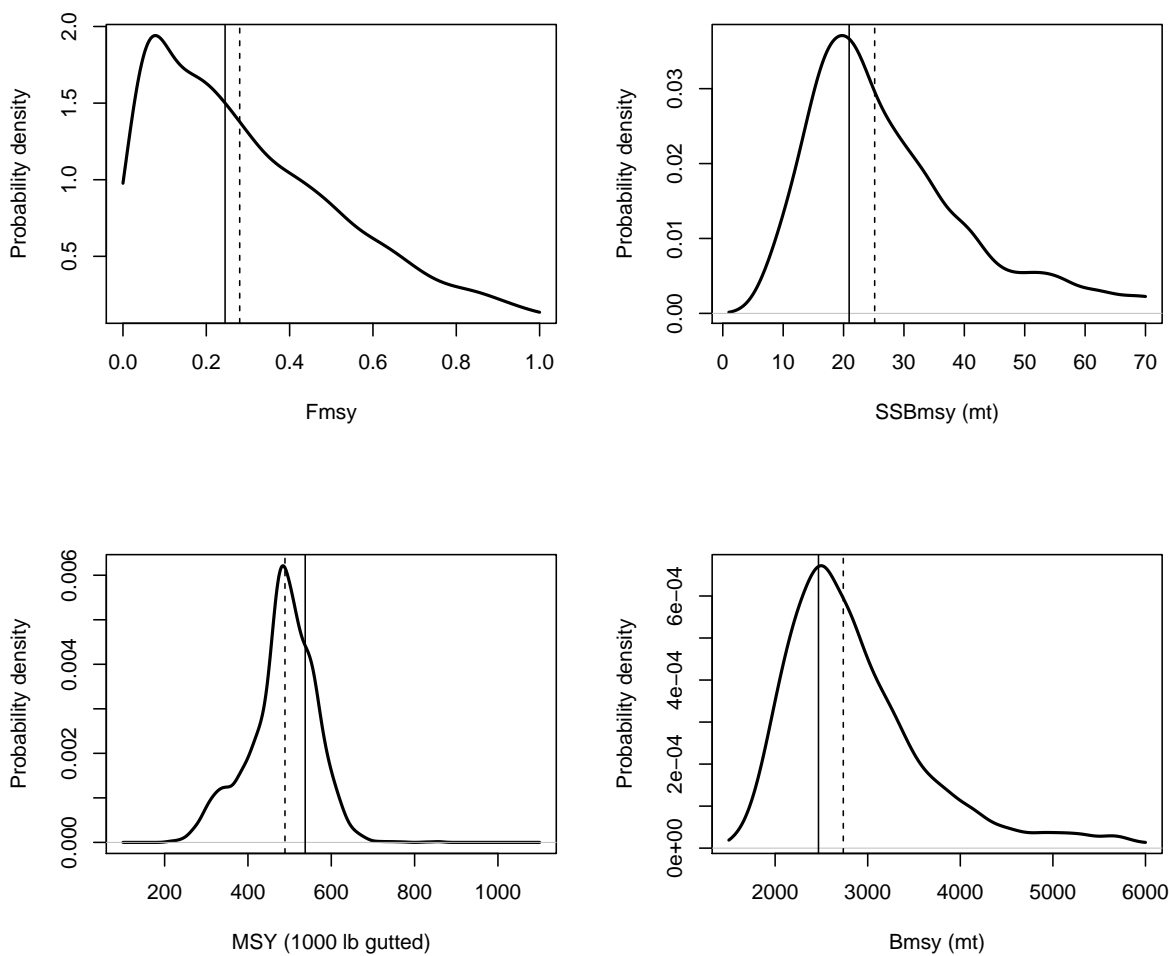 Probability density
0.5 1.0 1.5 2.0
0.0 0.2 0.4 0.6 0.8 1.0
Fmsy
Probability density
0.00 0.01 0.02 0.03
0 10 20 30 40 50 60 70
SSBmsy (mt)
Probability density
0.000 0.002 0.004 0.006
200 400 600 800 1000
MSY (1000 lb gutted)
Probability density
0e+00 2e−04 4e−04 6e−04
2000 3000 4000 5000 6000
Bmsy (mt)